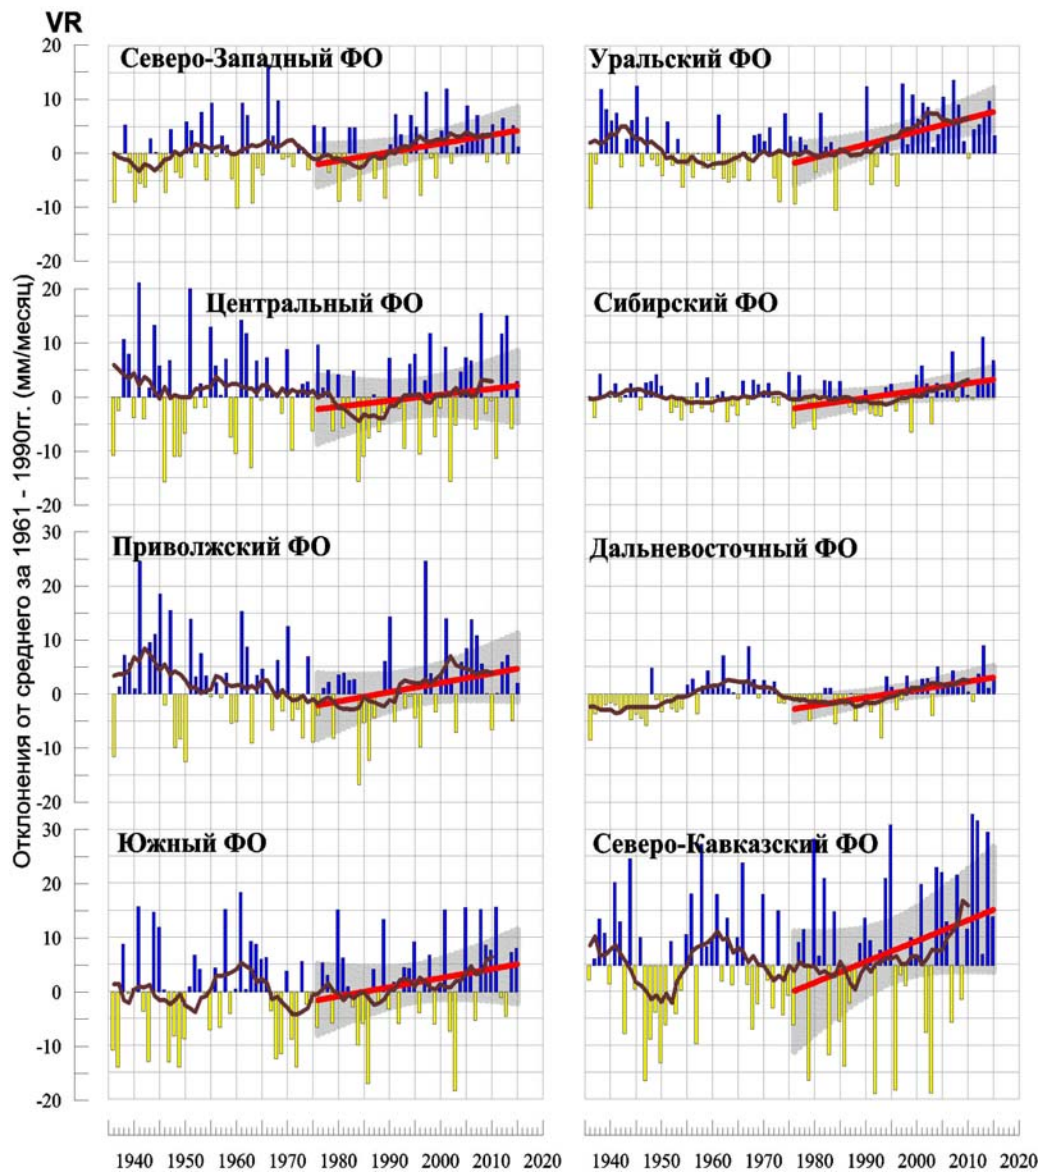 VR
Отклонения от среднего за 1961 - 1990гг. (мм/месяц)
Северо-Западный ФО
20
10
0
-10
-20
Уральский ФО
Центральный ФО
20
10
0
-10
-20
Сибирский ФО
Приволжский ФО
30
20
10
0
-10
-20
Дальневосточный ФО
Южный ФО
30
20
10
0
-10
-20
Северо-Кавказский ФО
1940 1950 1960 1970 1980 1990 2000 2010 2020
1940 1950 1960 1970 1980 1990 2000 2010 2020